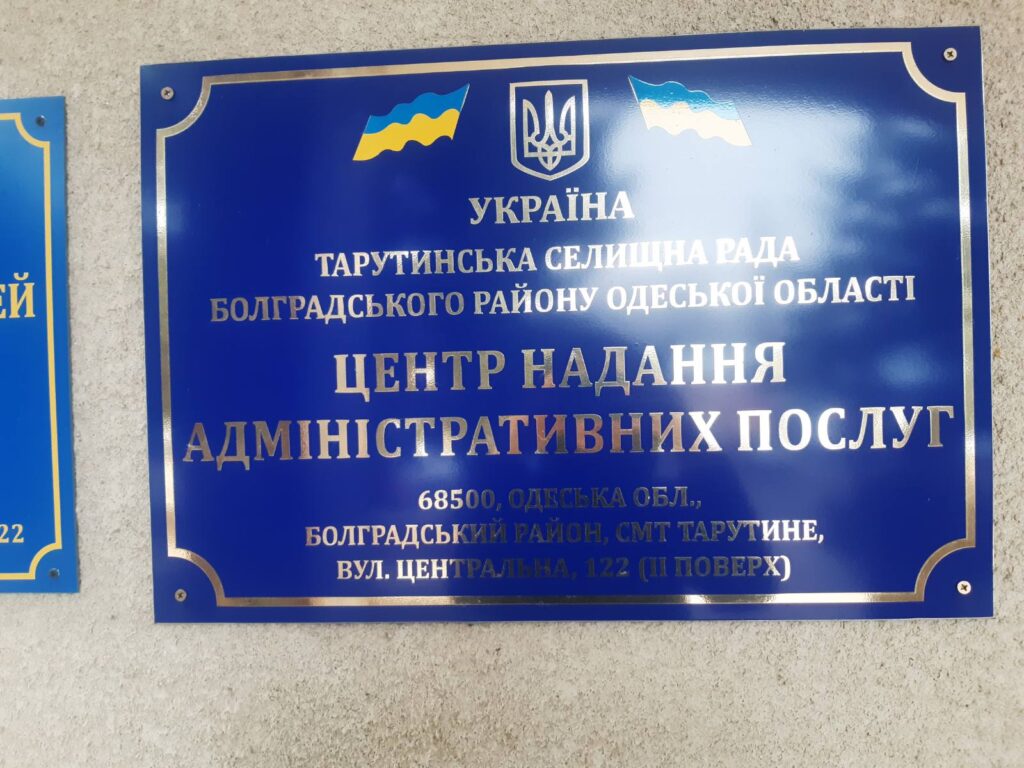 УКРАЇНА
ТАРУТИНСЬКА СЕЛИЩНА РАДА
БОЛГРАДСЬКОГО РАЙОНУ ОДЕСЬКОЇ ОБЛАСТІ
ЦЕНТР НАДАННЯ
АДМІНІСТРАТИВНИХ ПОСЛУГ
68500, ОДЕСЬКА ОБЛ.,
БОЛГРАДСЬКИЙ РАЙОН, СМТ ТАРУТИНЕ,
ВУЛ. ЦЕНТРАЛЬНА, 122 (ІІ ПОВЕРХ)
ЕЙ
22